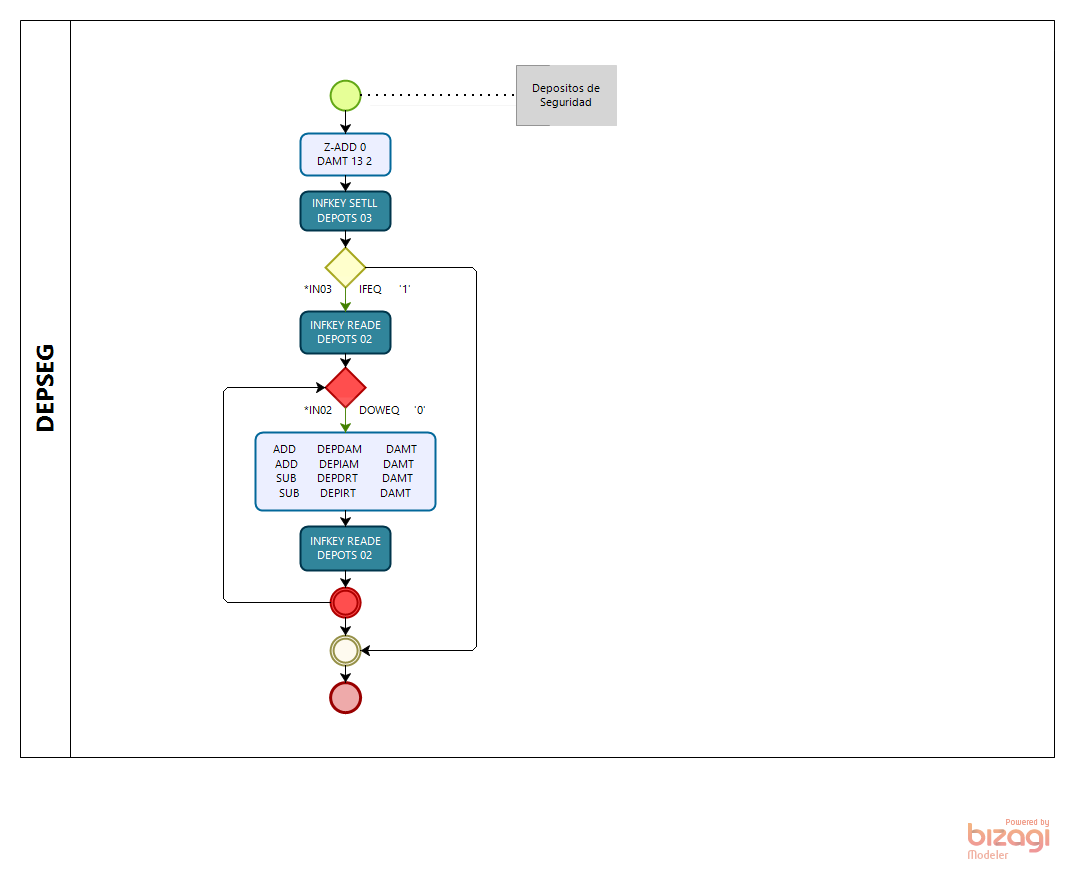 DEPSEG
Depositos de
Seguridad
Z-ADD 0
DAMT 13 2
INFKEY SETLL
DEPOTS 03
*IN03 IFEQ '1'
INFKEY READE
DEPOTS 02
*IN02 DOWEQ '0'
ADD DEPDAM DAMT
ADD DEPIAM DAMT
SUB DEPDRT DAMT
SUB DEPIRT DAMT
INFKEY READE
DEPOTS 02
Powered by
bizagi
Modeler